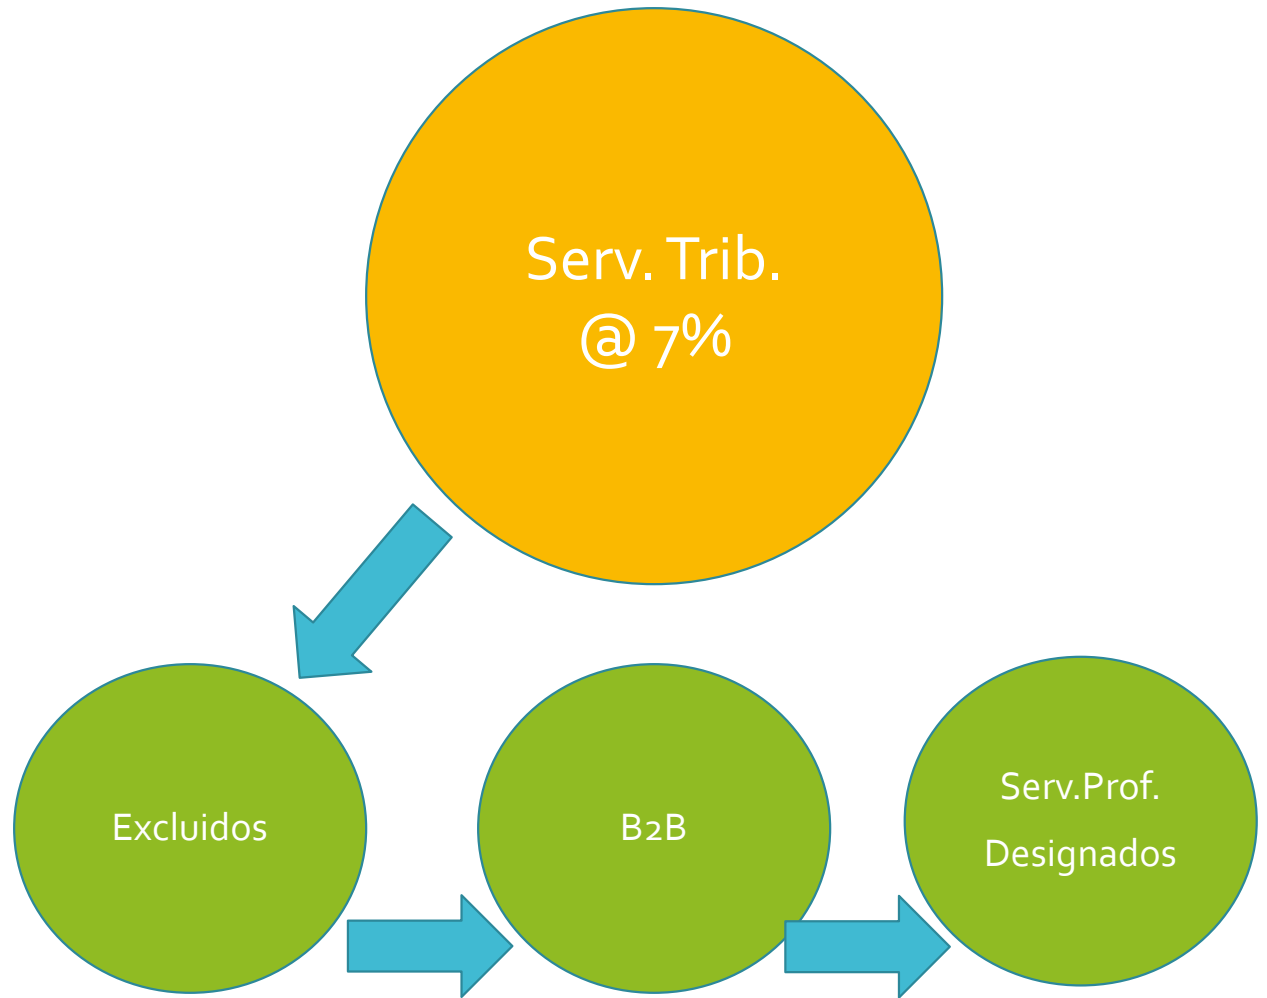 Serv. Trib.
@ 7%
Excluidos
B2B
Serv.Prof.
Designados